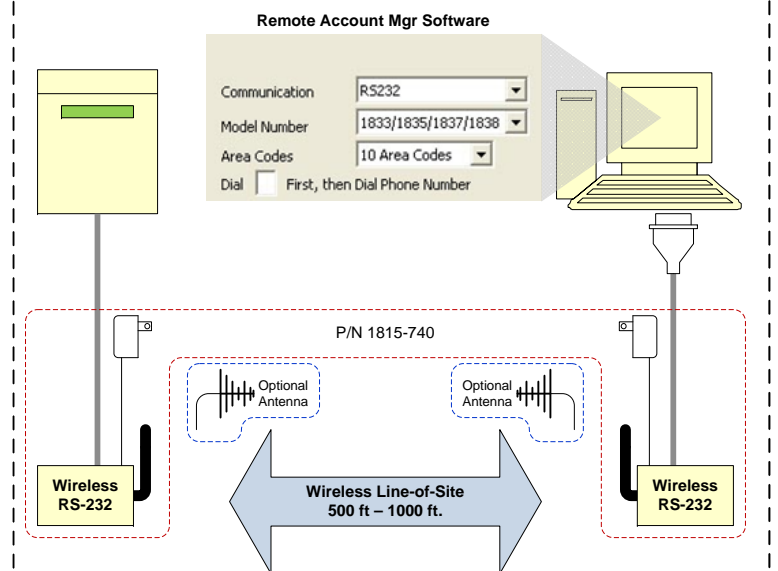 Remote Account Mgr Software
Communication RS232
Model Number 1833/1835/1837/1838
Area Codes 10 Area Codes
Dial First, then Dial Phone Number
P/N 1815-740
Optional
Antenna
Optional
Antenna
Wireless
RS-232
Wireless Line-of-Site
500 ft – 1000 ft.
Wireless
RS-232